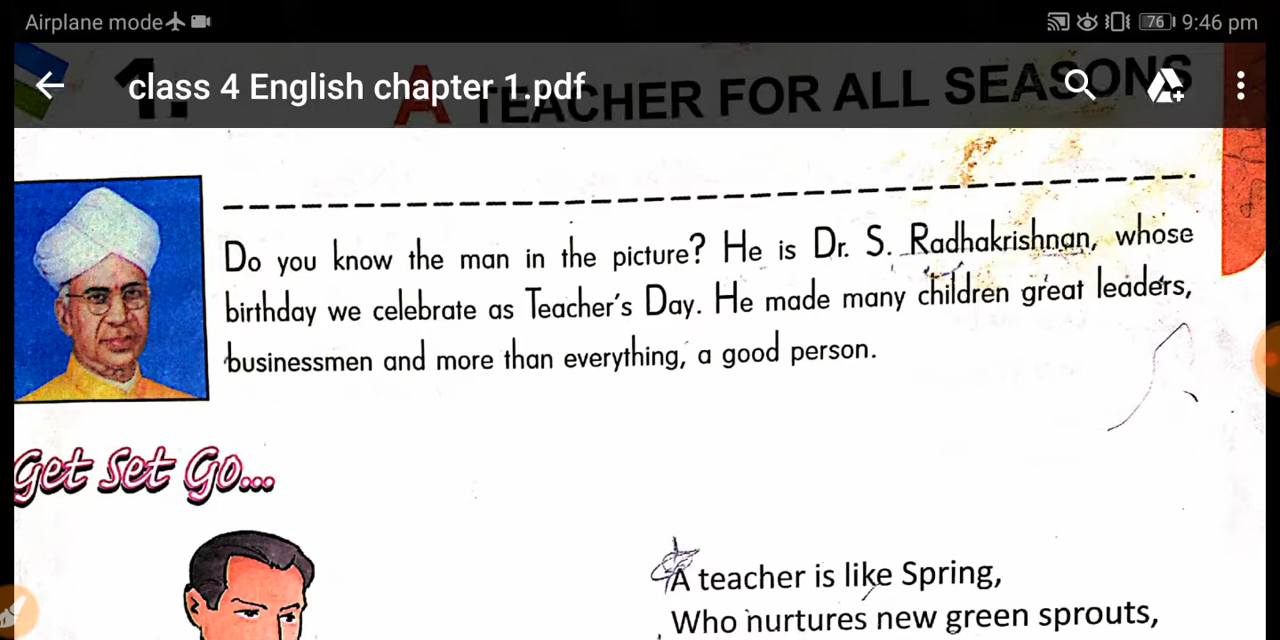 Airplane mode 76 9:46 pm
class 4 English chapter 1.pdf
1. A TEACHER FOR ALL SEASONS
Do you know the man in the picture? He is Dr. S. Radhakrishnan, whose
birthday we celebrate as Teacher's Day. He made many children great leaders,
businessmen and more than everything, a good person.
Get Set Go...
A teacher is like Spring,
Who nurtures new green sprouts,